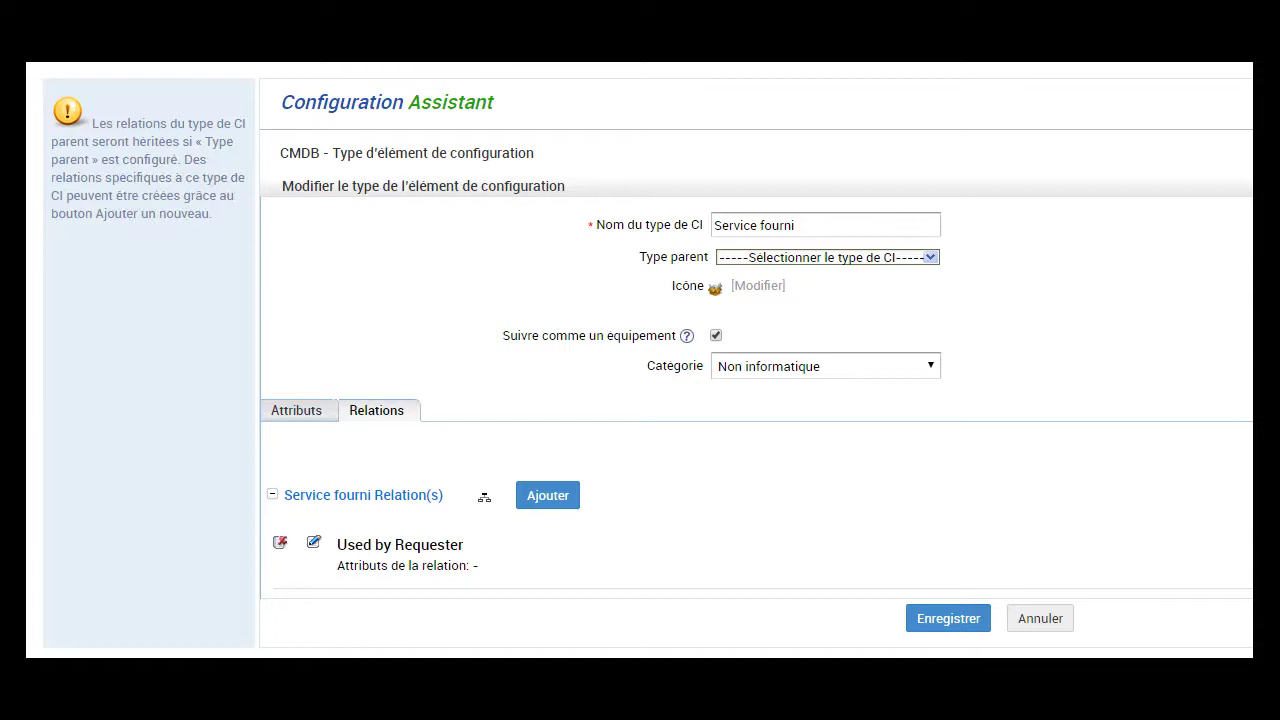 Les relations du type de CI
parent seront héritées si « Type
parent » est configuré. Des
relations spécifiques à ce type de
CI peuvent être créées grâce au
bouton Ajouter un nouveau.
Configuration Assistant
CMDB - Type d'élément de configuration
Modifier le type de l'élément de configuration
* Nom du type de CI Service fourni
Type parent -----Sélectionner le type de CI-----
Icône [Modifier]
Suivre comme un équipement ?
Catégorie Non informatique
Attributs Relations
Service fourni Relation(s) Ajouter
Used by Requester
Attributs de la relation: -
Enregistrer Annuler